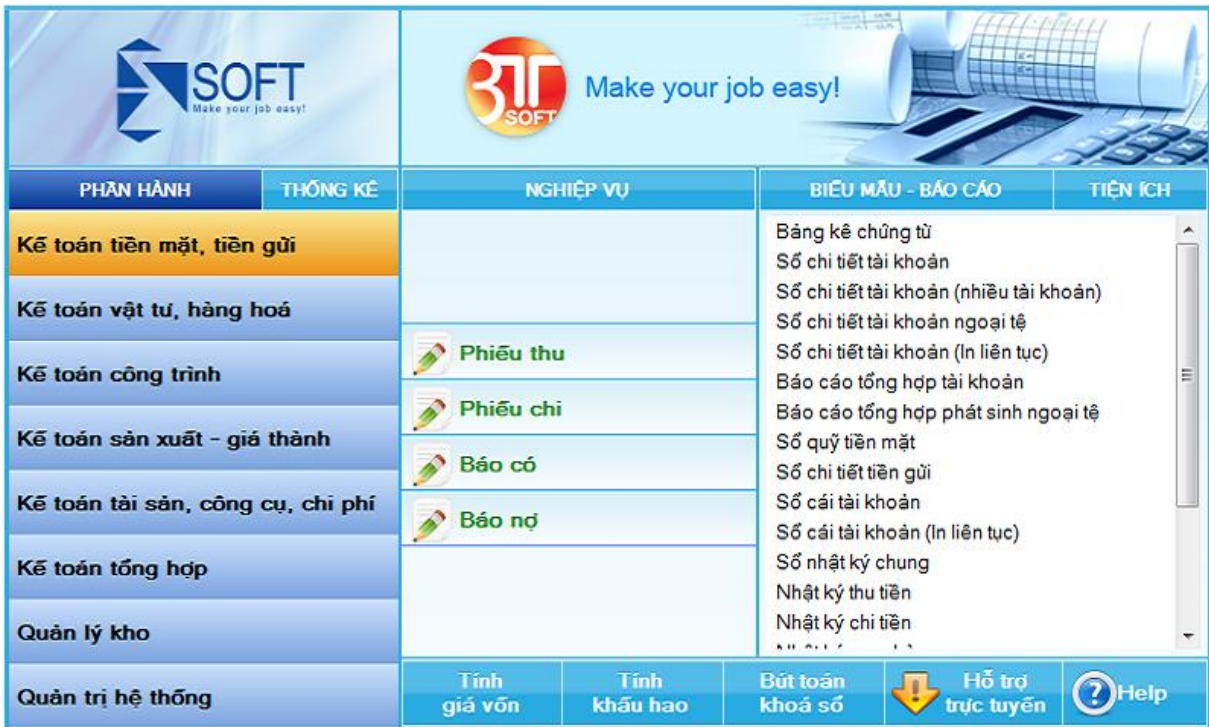 SOFT
Make your job easy!
3T
SOFT
Make your job easy!
PHÂN HÀNH
THỐNG KÊ
NGHIỆP VỤ
BIỂU MẪU - BÁO CÁO
TIỆN ÍCH
Kế toán tiền mặt, tiền gửi
Kế toán vật tư, hàng hoá
Kế toán công trình
Kế toán sản xuất - giá thành
Kế toán tài sản, công cụ, chi phí
Kế toán tổng hợp
Quản lý kho
Quản trị hệ thống
Phiếu thu
Phiếu chi
Báo có
Báo nợ
Bảng kê chứng từ
Sổ chi tiết tài khoản
Sổ chi tiết tài khoản (nhiều tài khoản)
Sổ chi tiết tài khoản ngoại tệ
Sổ chi tiết tài khoản (In liên tục)
Báo cáo tổng hợp tài khoản
Báo cáo tổng hợp phát sinh ngoại tệ
Sổ quỹ tiền mặt
Sổ chi tiết tiền gửi
Sổ cái tài khoản
Sổ cái tài khoản (In liên tục)
Sổ nhật ký chung
Nhật ký thu tiền
Nhật ký chi tiền
Tính
giá vốn
Tính
khấu hao
Bút toán
khoá sổ
Hỗ trợ
trực tuyến
Help